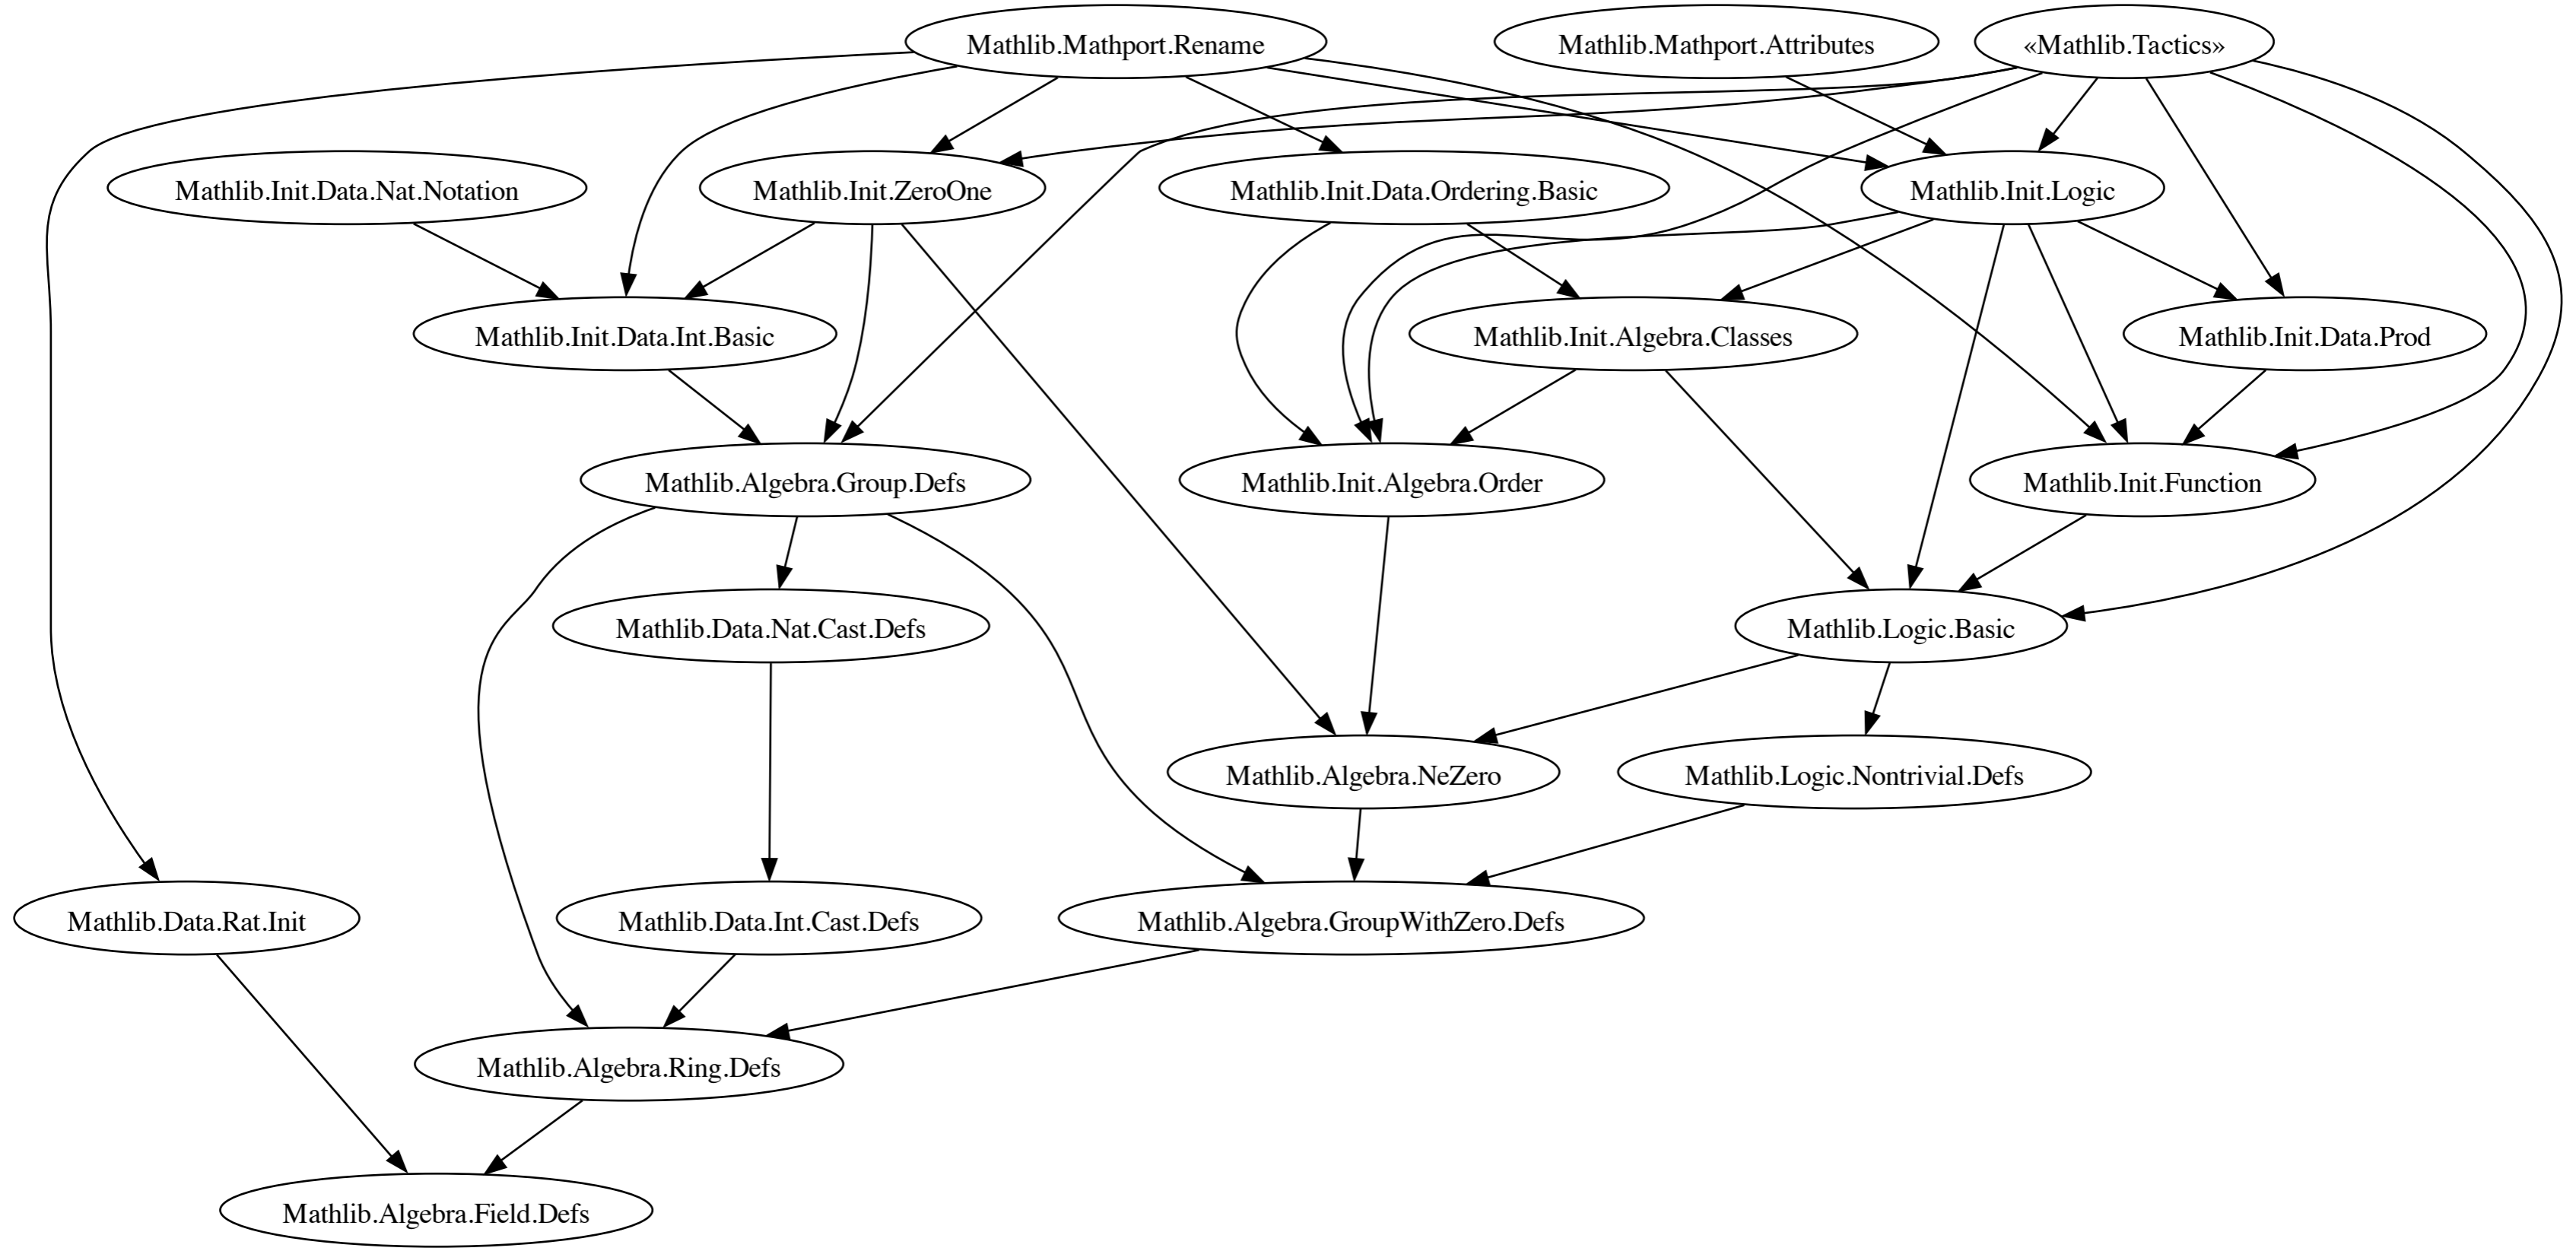 Mathlib.Mathport.Rename
Mathlib.Mathport.Attributes
«Mathlib.Tactics»
Mathlib.Init.Data.Nat.Notation
Mathlib.Init.ZeroOne
Mathlib.Init.Data.Ordering.Basic
Mathlib.Init.Logic
Mathlib.Init.Data.Int.Basic
Mathlib.Init.Algebra.Classes
Mathlib.Init.Data.Prod
Mathlib.Algebra.Group.Defs
Mathlib.Init.Algebra.Order
Mathlib.Init.Function
Mathlib.Data.Nat.Cast.Defs
Mathlib.Logic.Basic
Mathlib.Algebra.NeZero
Mathlib.Logic.Nontrivial.Defs
Mathlib.Data.Rat.Init
Mathlib.Data.Int.Cast.Defs
Mathlib.Algebra.GroupWithZero.Defs
Mathlib.Algebra.Ring.Defs
Mathlib.Algebra.Field.Defs